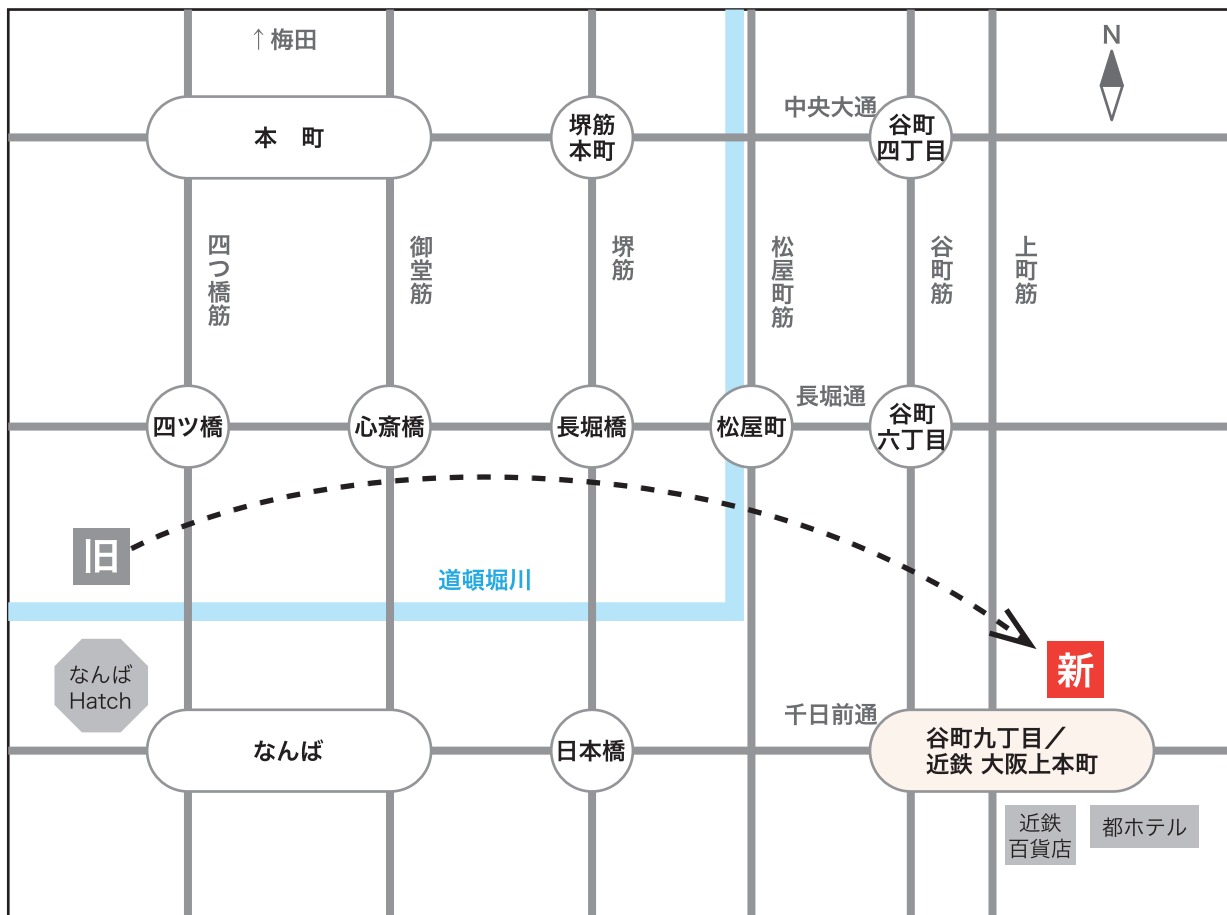 ↑梅田
N
中央大通
本 町
堺筋
本町
谷町
四丁目
四つ橋筋
御堂筋
堺筋
松屋町筋
谷町筋
上町筋
長堀通
四ツ橋
心斎橋
長堀橋
松屋町
谷町
六丁目
旧
道頓堀川
なんば
Hatch
新
千日前通
なんば
日本橋
谷町九丁目／
近鉄 大阪上本町
近鉄
百貨店
都ホテル